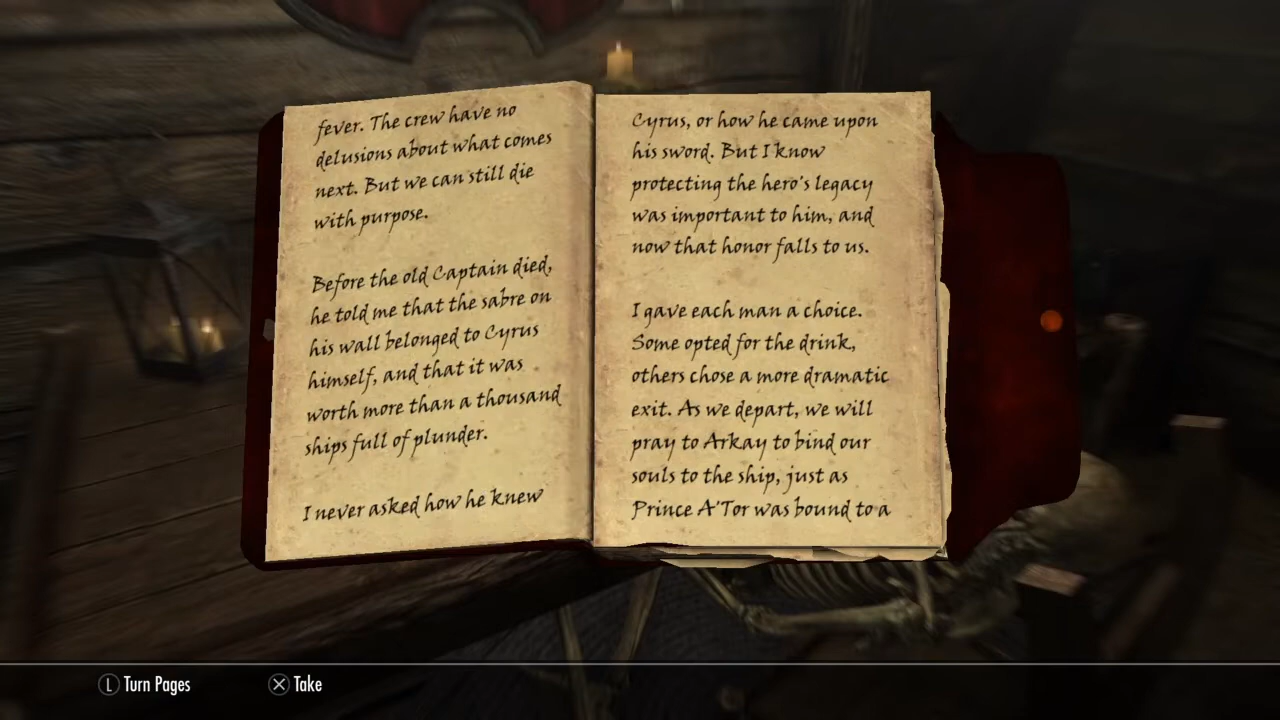 fever. The crew have no
delusions about what comes
next. But we can still die
with purpose.
Before the old Captain died,
he told me that the sabre on
his wall belonged to Cyrus
himself, and that it was
worth more than a thousand
ships full of plunder.
I never asked how he knew
Cyrus, or how he came upon
his sword. But I know
protecting the hero's legacy
was important to him, and
now that honor falls to us.
I gave each man a choice.
Some opted for the drink,
others chose a more dramatic
exit. As we depart, we will
pray to Arkay to bind our
souls to the ship, just as
Prince A'Tor was bound to a
L Turn Pages
X Take